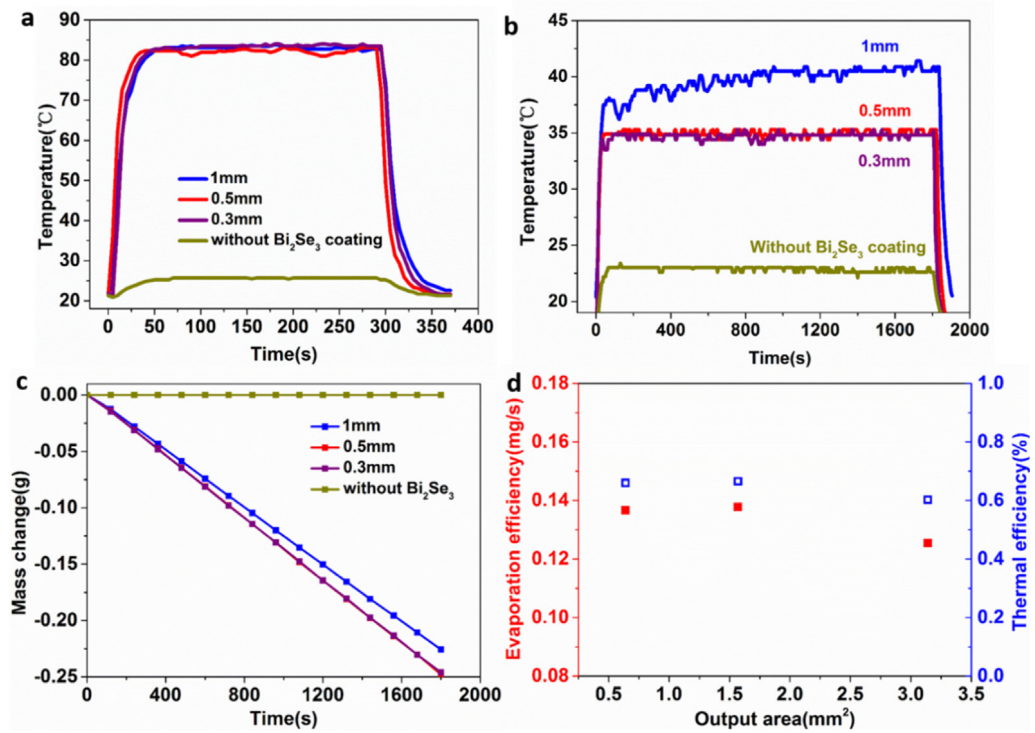 a
Temperature(℃)
90
80
70
60
50
40
30
20
1mm
0.5mm
0.3mm
without Bi₂Se₃ coating
0 50 100 150 200 250 300 350 400
Time(s)
b
Temperature(℃)
40
35
30
25
20
1mm
0.5mm
0.3mm
Without Bi₂Se₃ coating
0 400 800 1200 1600 2000
Time(s)
c
Mass change(g)
0.00
-0.05
-0.10
-0.15
-0.20
-0.25
1mm
0.5mm
0.3mm
without Bi₂Se₃
0 400 800 1200 1600 2000
Time(s)
d
Evaporation efficiency(mg/s)
0.18
0.16
0.14
0.12
0.10
0.08
1.0
0.8
0.6
0.4
0.2
0.0
Thermal efficiency(%)
0.5 1.0 1.5 2.0 2.5 3.0 3.5
Output area(mm²)